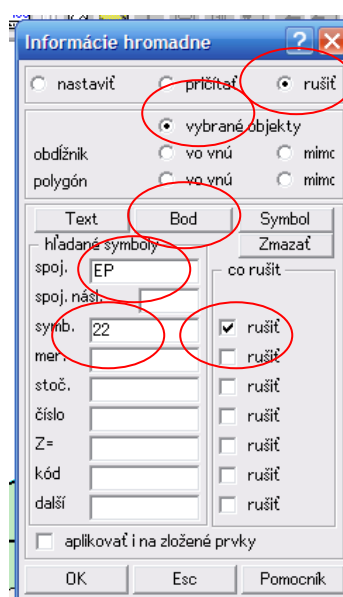 Informácie hromadne
nastaviť pričítať rušiť
vybrané objekty
obdĺžnik vo vnú mimo
polygón vo vnú mimo
Text Bod Symbol
hľadané symboly Zmazať
spoj. EP co rušit
spoj. násl.
symb. 22 rušiť
mer. rušiť
stoč. rušiť
číslo rušiť
Z= rušiť
kód rušiť
další rušiť
aplikovať i na zložené prvky
OK Esc Pomocník